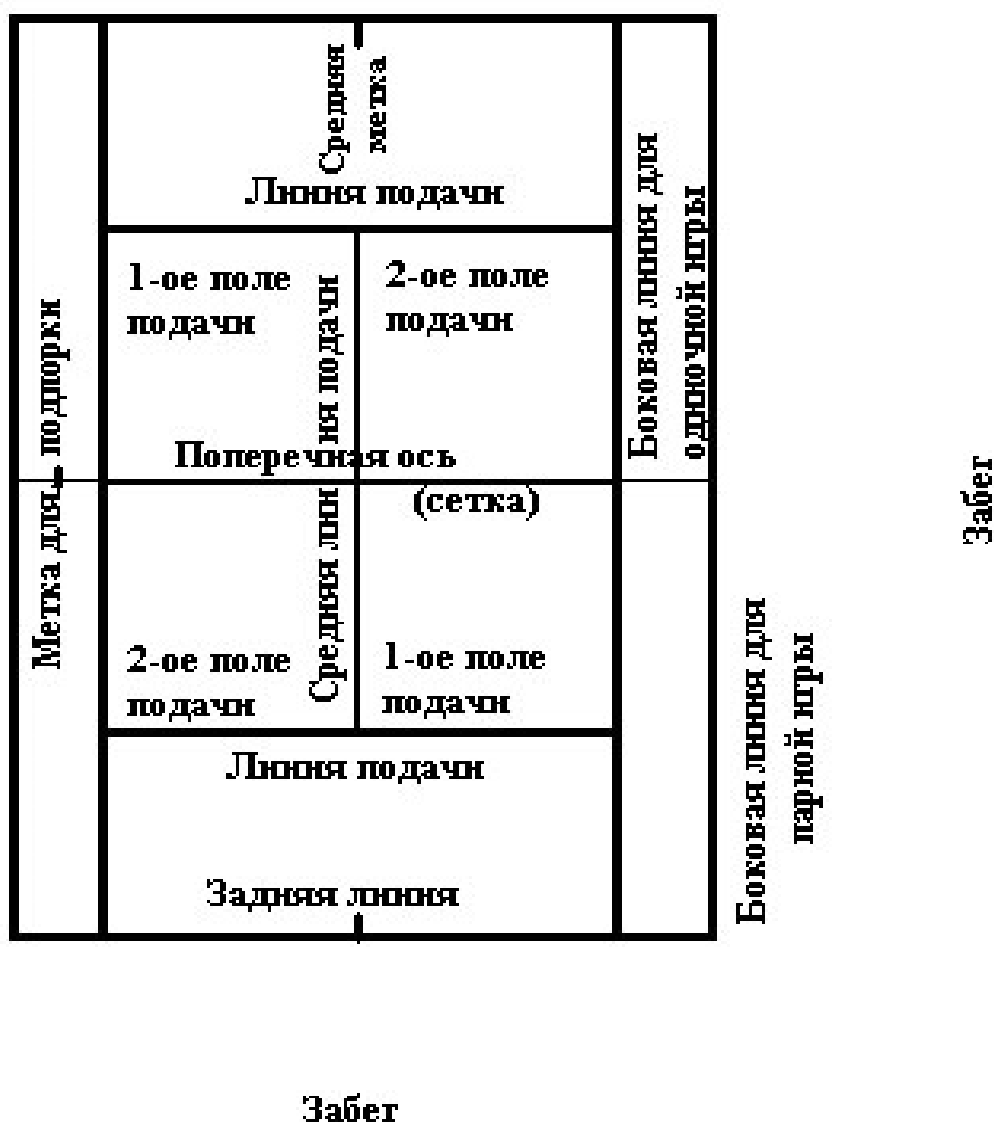 Средняя
метка
Линия подачи
1-ое поле
подачи
2-ое поле
подачи
Боковая линия для
одиночной игры
Метка для подпорки
Средняя линия подачи
Поперечная ось
(сетка)
Забег
2-ое поле
подачи
1-ое поле
подачи
Линия подачи
Боковая линия для
парной игры
Задняя линия
Забег